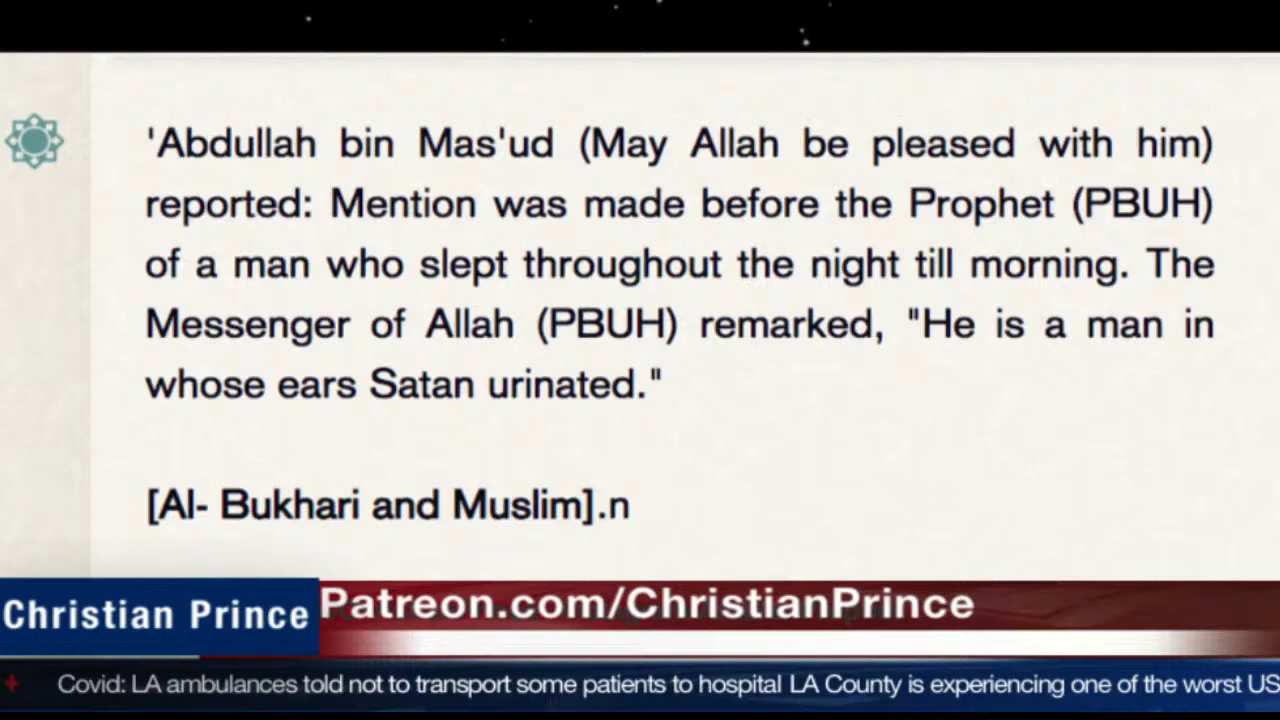 'Abdullah bin Mas'ud (May Allah be pleased with him)
reported: Mention was made before the Prophet (PBUH)
of a man who slept throughout the night till morning. The
Messenger of Allah (PBUH) remarked, "He is a man in
whose ears Satan urinated."
[Al- Bukhari and Muslim].n
Christian Prince
Patreon.com/ChristianPrince
Covid: LA ambulances told not to transport some patients to hospital LA County is experiencing one of the worst US